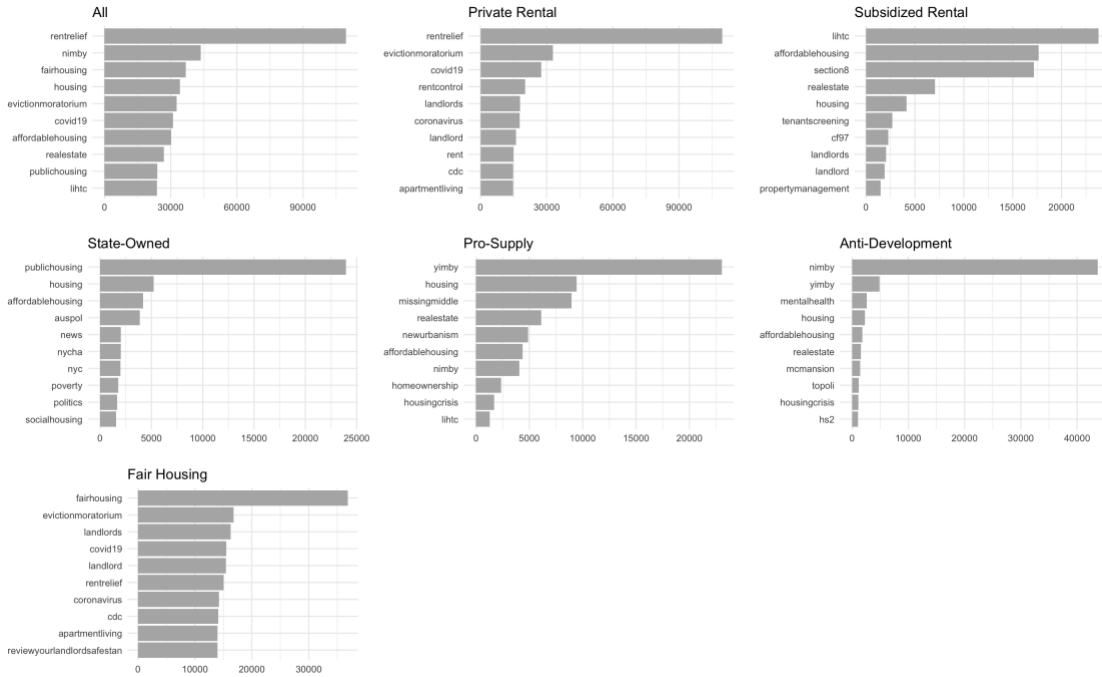 All
rentrelief
nimby
fairhousing
housing
evictionmoratorium
covid19
affordablehousing
realestate
publichousing
lihtc
0 30000 60000 90000
Private Rental
rentrelief
evictionmoratorium
covid19
rentcontrol
landlords
coronavirus
landlord
rent
cdc
apartmentliving
0 30000 60000 90000
Subsidized Rental
lihtc
affordablehousing
section8
realestate
housing
tenantscreening
cf97
landlords
landlord
propertymanagement
0 5000 10000 15000 20000
State-Owned
publichousing
housing
affordablehousing
auspol
news
nycha
nyc
poverty
politics
socialhousing
0 5000 10000 15000 20000 25000
Pro-Supply
yimby
housing
missingmiddle
realestate
newurbanism
affordablehousing
nimby
homeownership
housingcrisis
lihtc
0 5000 10000 15000 20000
Anti-Development
nimby
yimby
mentalhealth
housing
affordablehousing
realestate
mcmansion
topoli
housingcrisis
hs2
0 10000 20000 30000 40000
Fair Housing
fairhousing
evictionmoratorium
landlords
covid19
landlord
rentrelief
coronavirus
cdc
apartmentliving
reviewyourlandlordsafestan
0 10000 20000 30000